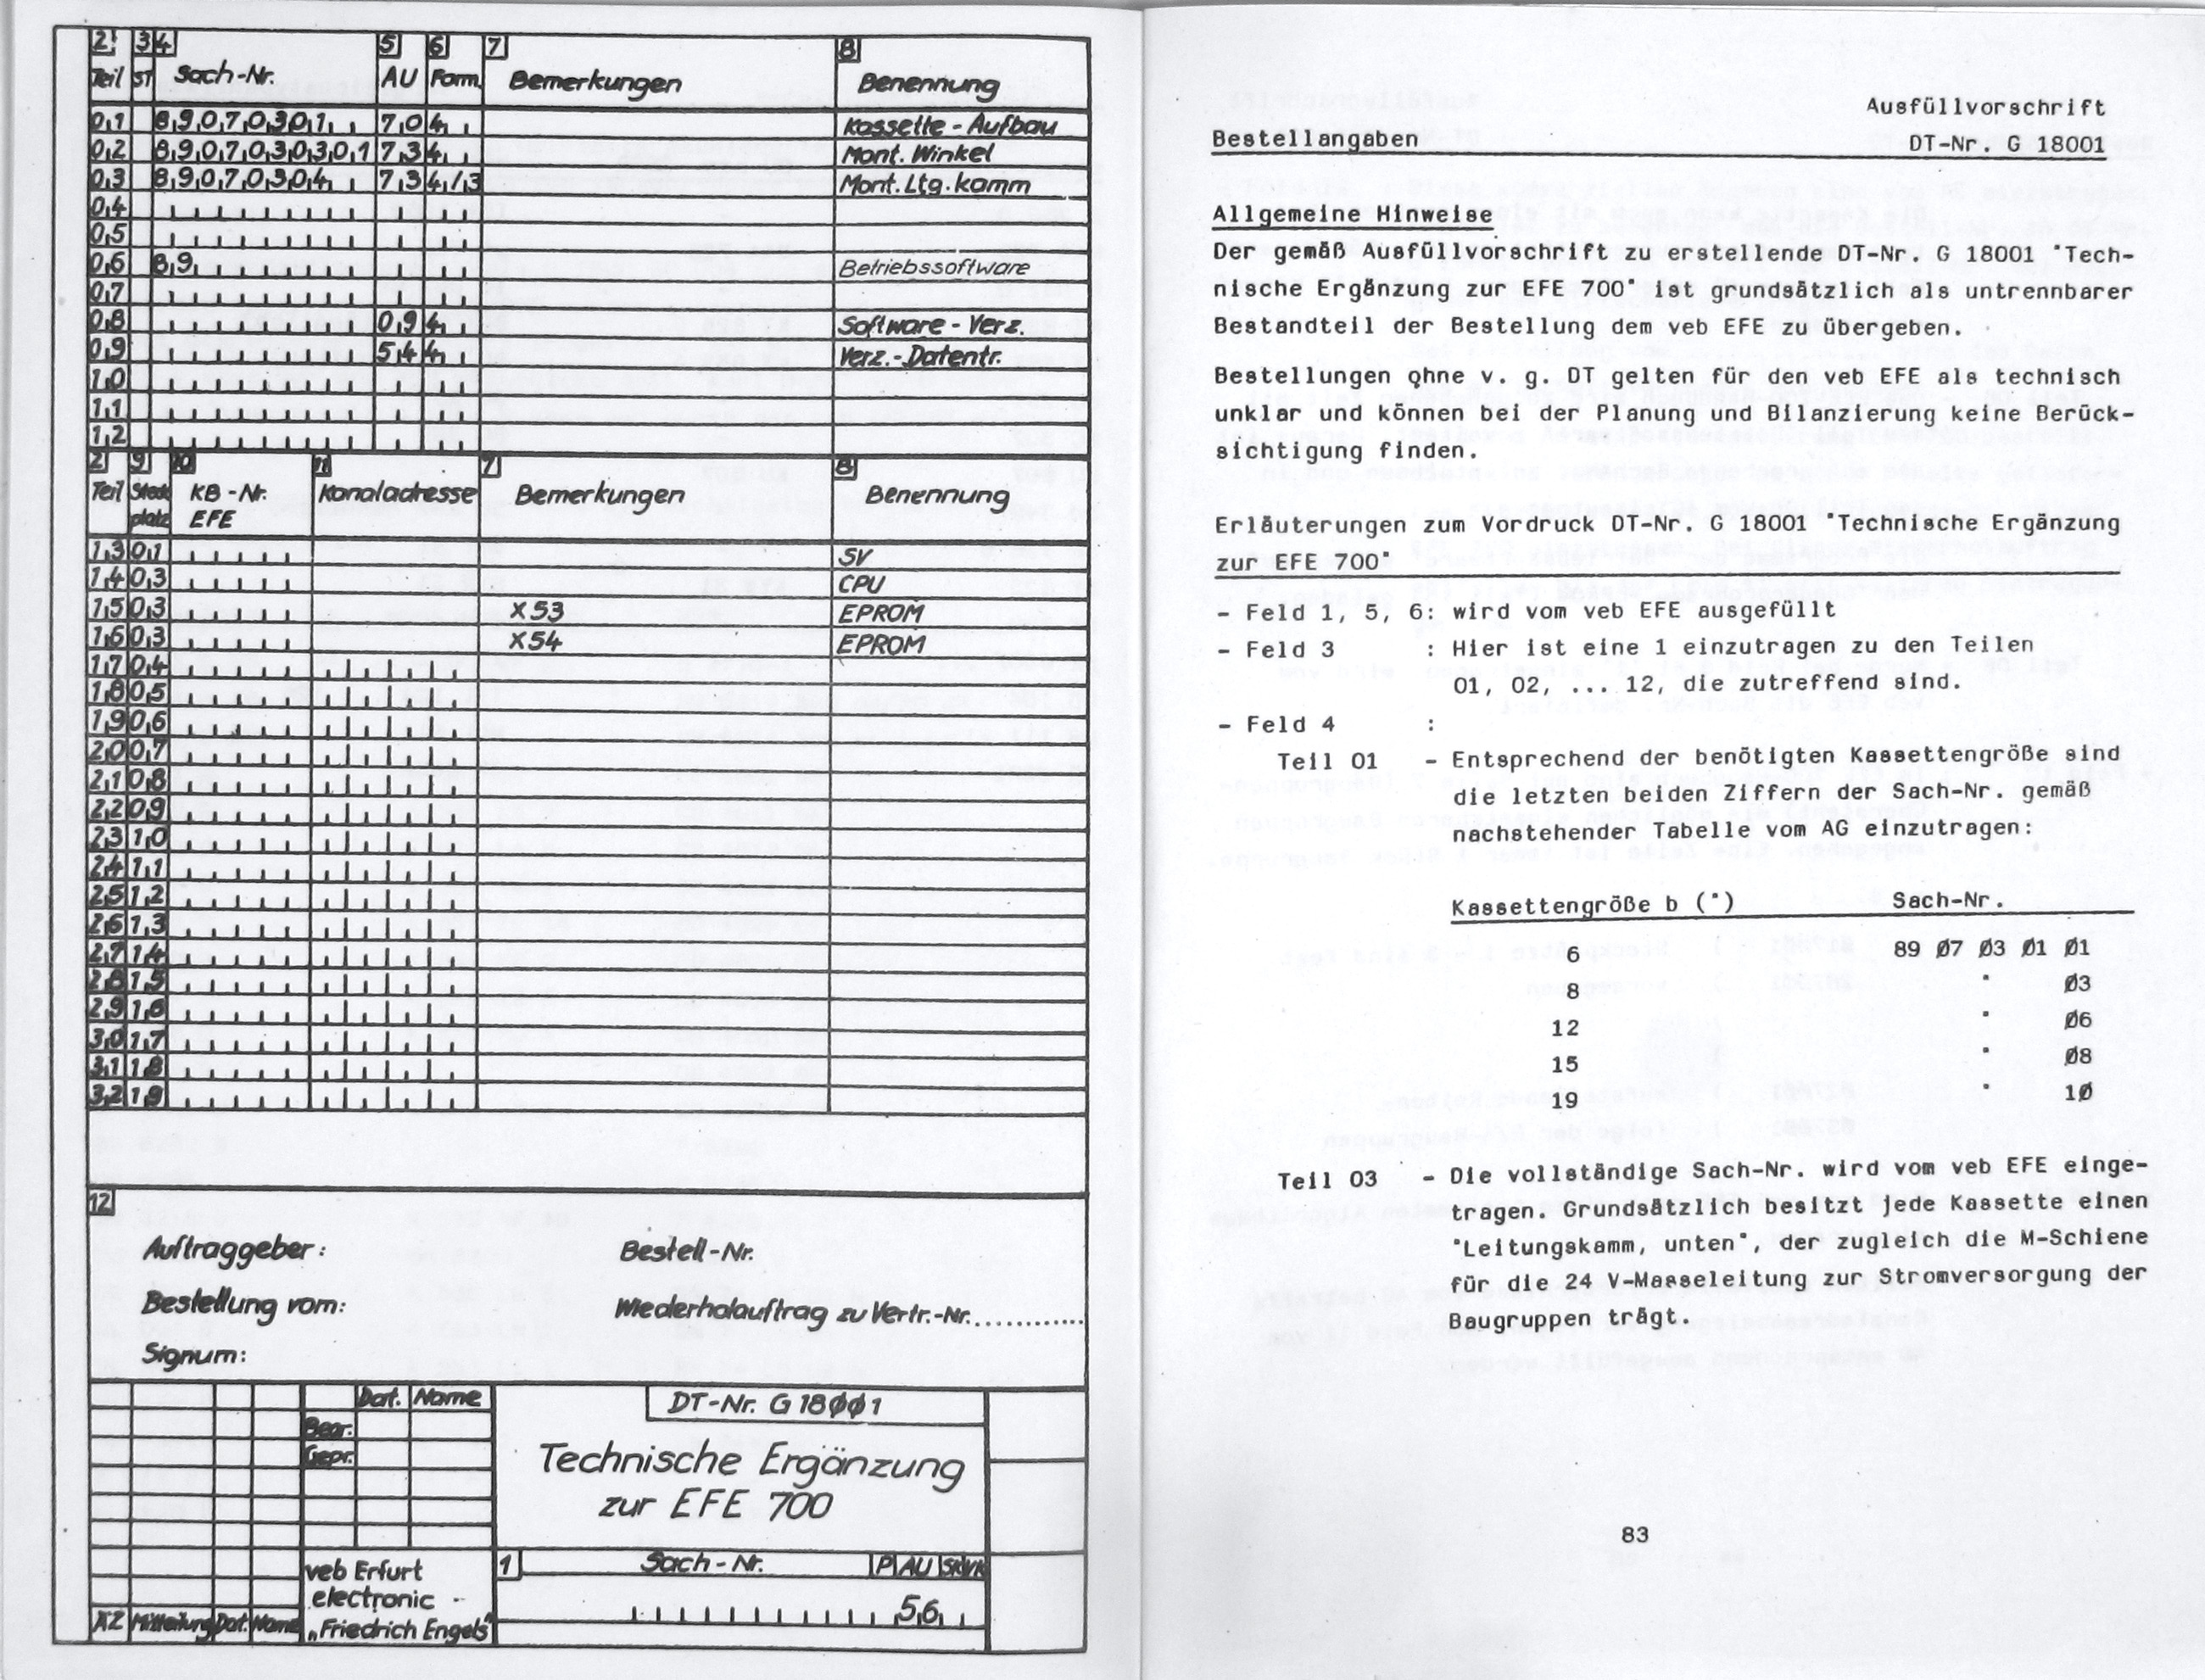 2 3 4 5 6 7 8
Teil ST Sach-Nr. AU Form. Bemerkungen Benennung
0,1 8,9,0,7,0,3,0,1, 7,0 4, Kassette - Aufbau
0,2 8,9,0,7,0,3,0,3,0,1 7,3 4, Mont. Winkel
0,3 8,9,0,7,0,3,0,4, 7,3 4,/,3 Mont. Ltg. kamm
0,4
0,5
0,6 8,9, Betriebssoftware
0,7
0,8 0,9 4, Software - Verz.
0,9 5,4 4, Verz.- Datentr.
1,0
1,1
1,2
2 9 10 11 7 8
Teil Steck platz KB - Nr. EFE Kanaladresse Bemerkungen Benennung
1,3 0,1 SV
1,4 0,3 CPU
1,5 0,3 X53 EPROM
1,6 0,3 X54 EPROM
1,7 0,4
1,8 0,5
1,9 0,6
2,0 0,7
2,1 0,8
2,2 0,9
2,3 1,0
2,4 1,1
2,5 1,2
2,6 1,3
2,7 1,4
2,8 1,5
2,9 1,6
3,0 1,7
3,1 1,8
3,2 1,9
12
Auftraggeber: Bestell-Nr.
Bestellung vom: Wiederholauftrag zu Vertr.-Nr. ............
Signum:
Dat. Name
Bear.
Gepr.
DT-Nr. G 18ØØ1
Technische Ergänzung
zur EFE 700
veb Erfurt
electronic
„Friedrich Engels"
1 Sach - Nr. P AU SK VK
5,6,
ÄZ Mitteilung Dat. Name
Ausfüllvorschrift
Bestellangaben DT-Nr. G 18001
Allgemeine Hinweise
Der gemäß Ausfüllvorschrift zu erstellende DT-Nr. G 18001 "Tech-
nische Ergänzung zur EFE 700" ist grundsätzlich als untrennbarer
Bestandteil der Bestellung dem veb EFE zu übergeben.
Bestellungen ohne v. g. DT gelten für den veb EFE als technisch
unklar und können bei der Planung und Bilanzierung keine Berück-
sichtigung finden.
Erläuterungen zum Vordruck DT-Nr. G 18001 "Technische Ergänzung
zur EFE 700"
- Feld 1, 5, 6: wird vom veb EFE ausgefüllt
- Feld 3 : Hier ist eine 1 einzutragen zu den Teilen
01, 02, ... 12, die zutreffend sind.
- Feld 4 :
Teil 01 - Entsprechend der benötigten Kassettengröße sind
die letzten beiden Ziffern der Sach-Nr. gemäß
nachstehender Tabelle vom AG einzutragen:
Kassettengröße b (") Sach-Nr.
6 89 Ø7 Ø3 Ø1 Ø1
8 " Ø3
12 " Ø6
15 " Ø8
19 " 1Ø
Teil 03 - Die vollständige Sach-Nr. wird vom veb EFE einge-
tragen. Grundsätzlich besitzt jede Kassette einen
"Leitungskamm, unten", der zugleich die M-Schiene
für die 24 V-Masseleitung zur Stromversorgung der
Baugruppen trägt.
83